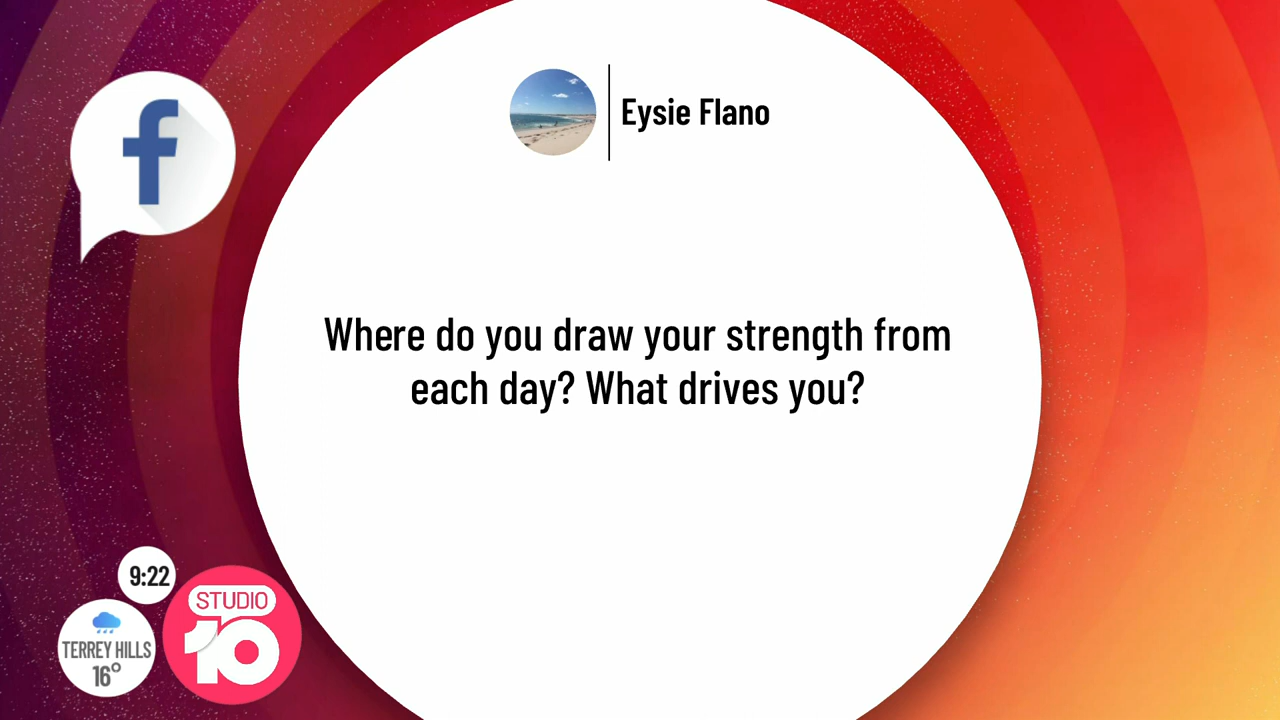 Eysie Flano
Where do you draw your strength from
each day? What drives you?
9:22
STUDIO
10
TERREY HILLS
16°